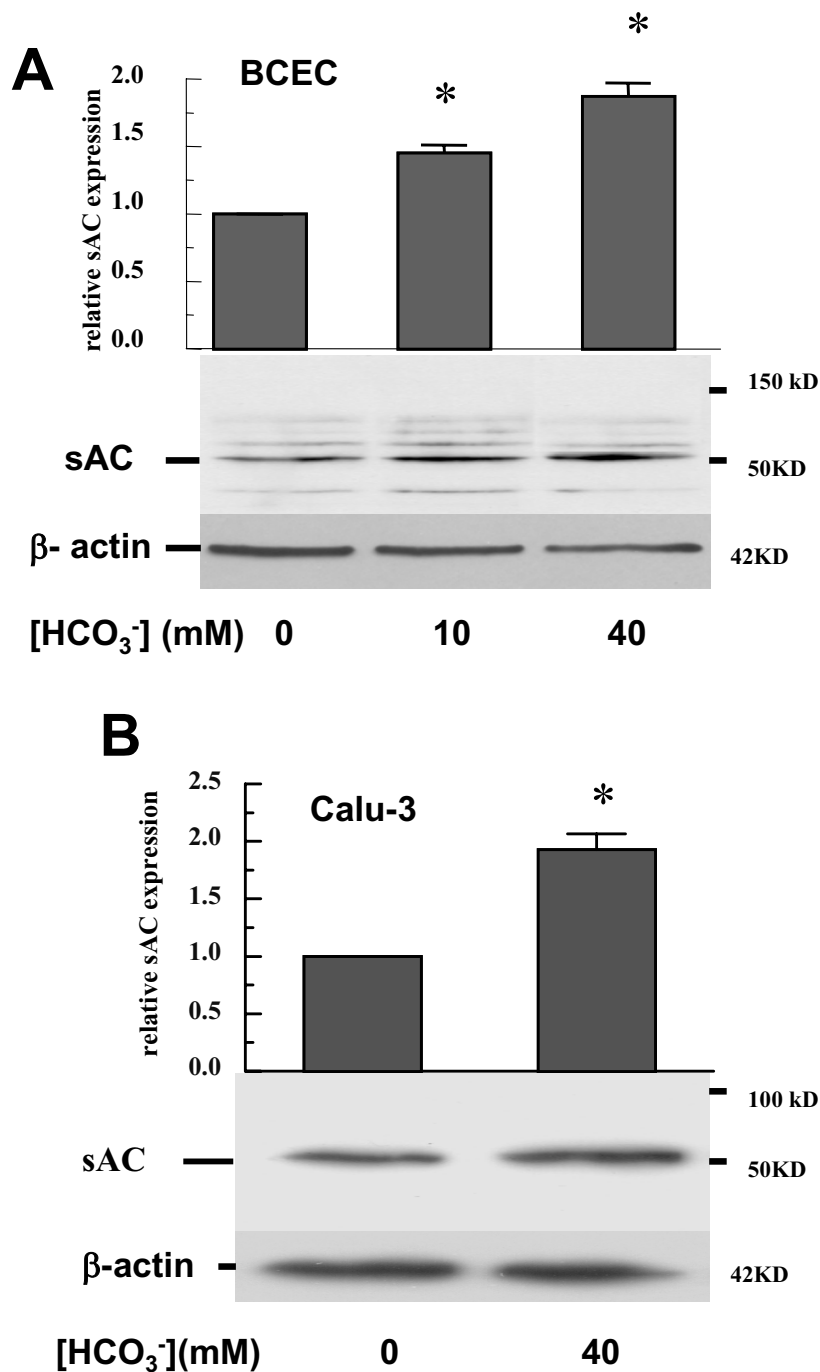 A
BCEC
*
*
relative sAC expression
2.0
1.5
1.0
0.5
0.0
150 kD
sAC
50KD
β- actin
42KD
[HCO₃⁻] (mM) 0 10 40
B
Calu-3
*
relative sAC expression
2.5
2.0
1.5
1.0
0.5
0.0
100 kD
sAC
50KD
β-actin
42KD
[HCO₃⁻](mM) 0 40